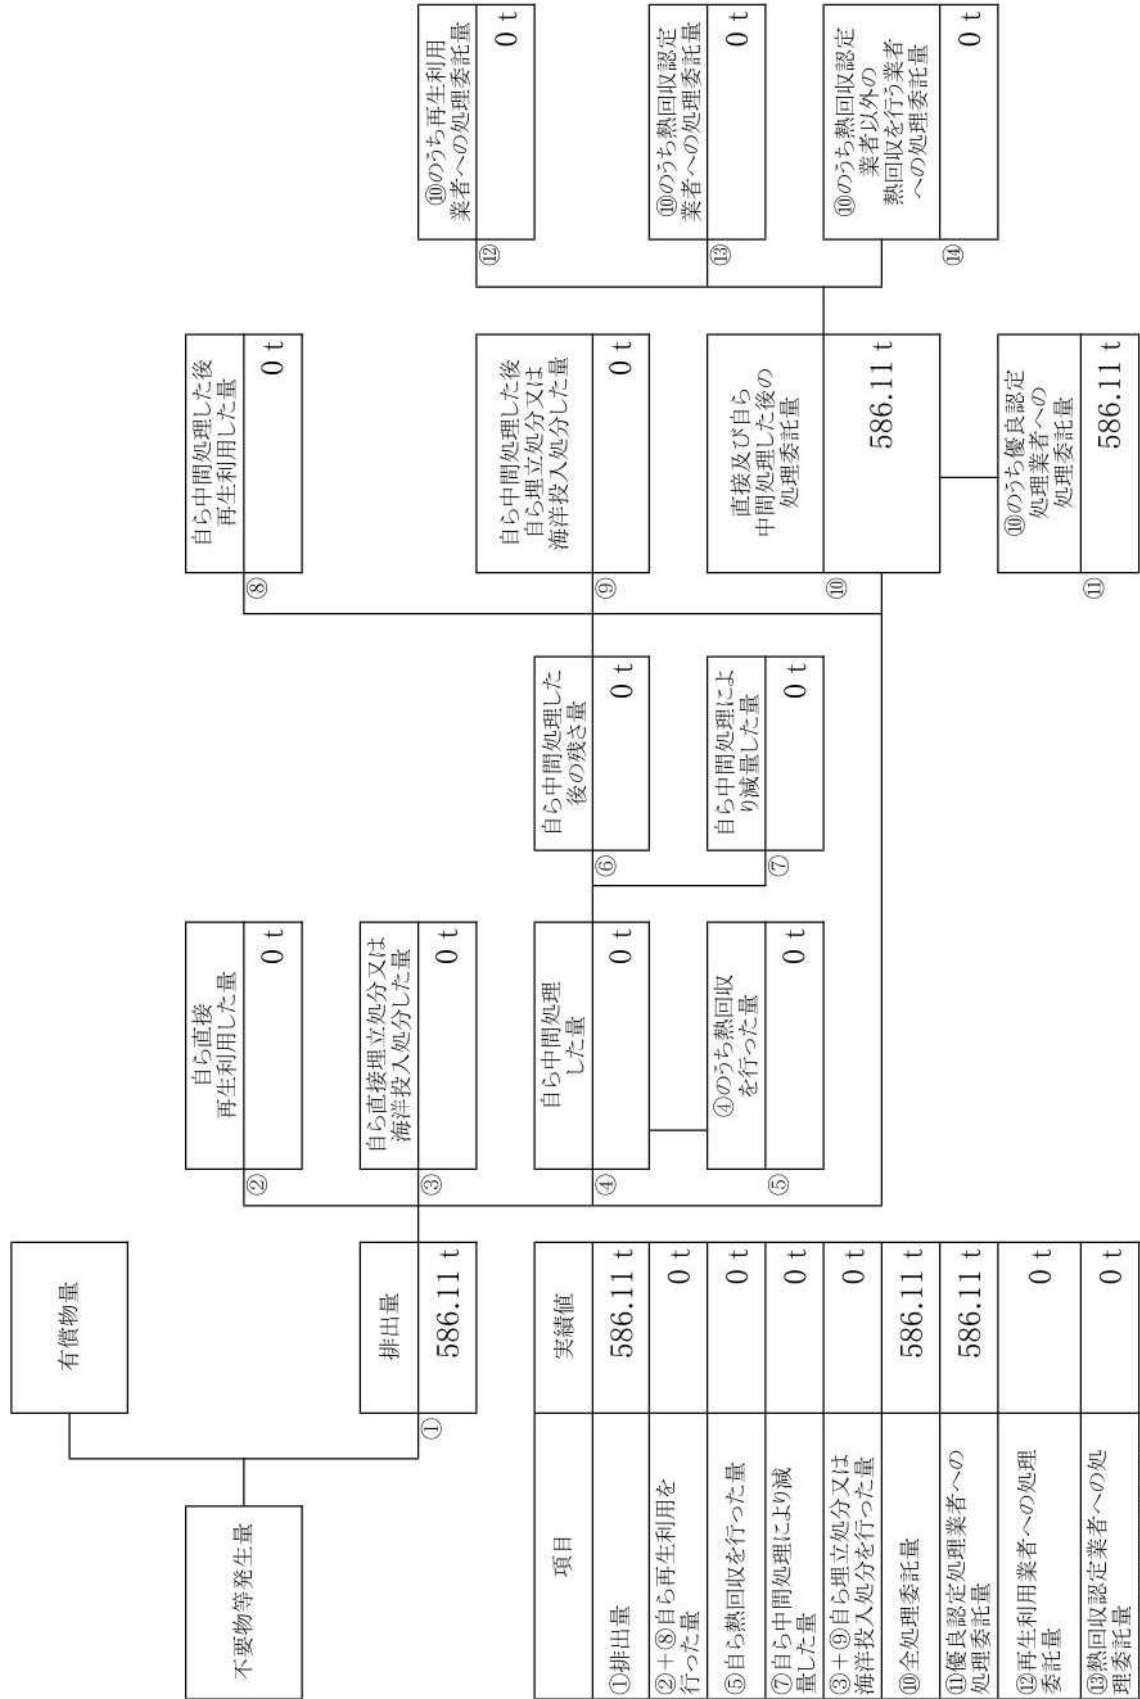 有償物量
不要物等発生量
排出量
①
586.11 t
自ら直接
再生利用した量
②
0 t
自ら直接埋立処分又は
海洋投入処分した量
③
0 t
自ら中間処理
した量
④
0 t
④のうち熱回収
を行った量
⑤
0 t
自ら中間処理した
後の残さ量
⑥
0 t
自ら中間処理によ
り減量した量
⑦
0 t
自ら中間処理した後
再生利用した量
⑧
0 t
自ら中間処理した後
自ら埋立処分又は
海洋投入処分した量
⑨
0 t
直接及び自ら
中間処理した後の
処理委託量
⑩
586.11 t
⑩のうち優良認定
処理業者への
処理委託量
⑪
586.11 t
⑩のうち再生利用
業者への処理委託量
⑫
0 t
⑩のうち熱回収認定
業者への処理委託量
⑬
0 t
⑩のうち熱回収認定
業者以外の
熱回収を行う業者
への処理委託量
⑭
0 t
項目 実績値
①排出量 586.11 t
②+⑧自ら再生利用を
行った量 0 t
⑤自ら熱回収を行った量 0 t
⑦自ら中間処理により減
量した量 0 t
③+⑨自ら埋立処分又は
海洋投入処分を行った量 0 t
⑩全処理委託量 586.11 t
⑪優良認定処理業者への
処理委託量 586.11 t
⑫再生利用業者への処理
委託量 0 t
⑬熱回収認定業者への処
理委託量 0 t